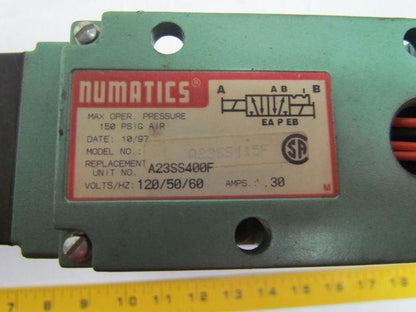 NUMATICS®
A A B B
EA P EB
MAX OPER. PRESSURE
150 PSIG AIR
DATE: 10/97
MODEL NO.:
REPLACEMENT
UNIT NO. A23SS400F
VOLTS/HZ: 120/50/60 AMPS. .30
SA
M
7 8 9 10 11 12 13 14 15 16 17 18